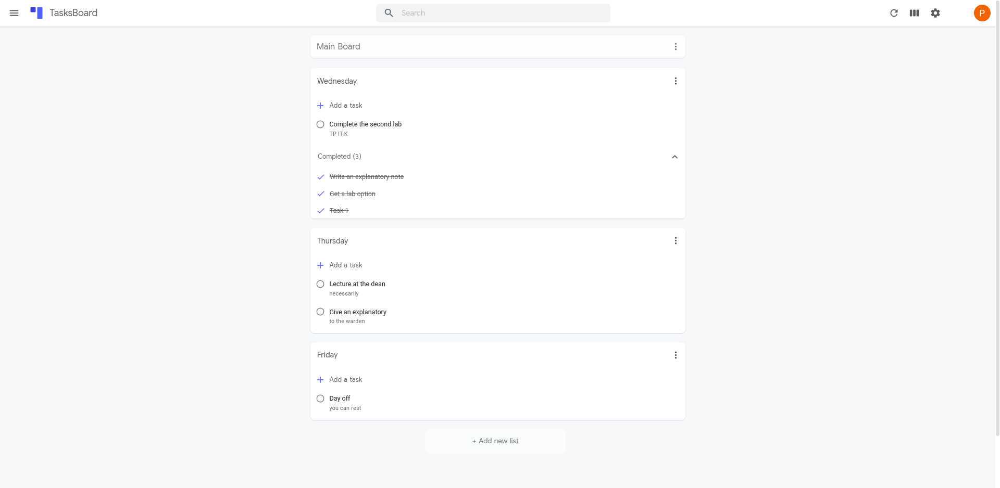 TasksBoard
Search
P
Main Board
Wednesday
Add a task
Complete the second lab
TP IT-K
Completed (3)
Write an explanatory note
Get a lab option
Task 1
Thursday
Add a task
Lecture at the dean
necessarily
Give an explanatory
to the warden
Friday
Add a task
Day off
you can rest
+ Add new list